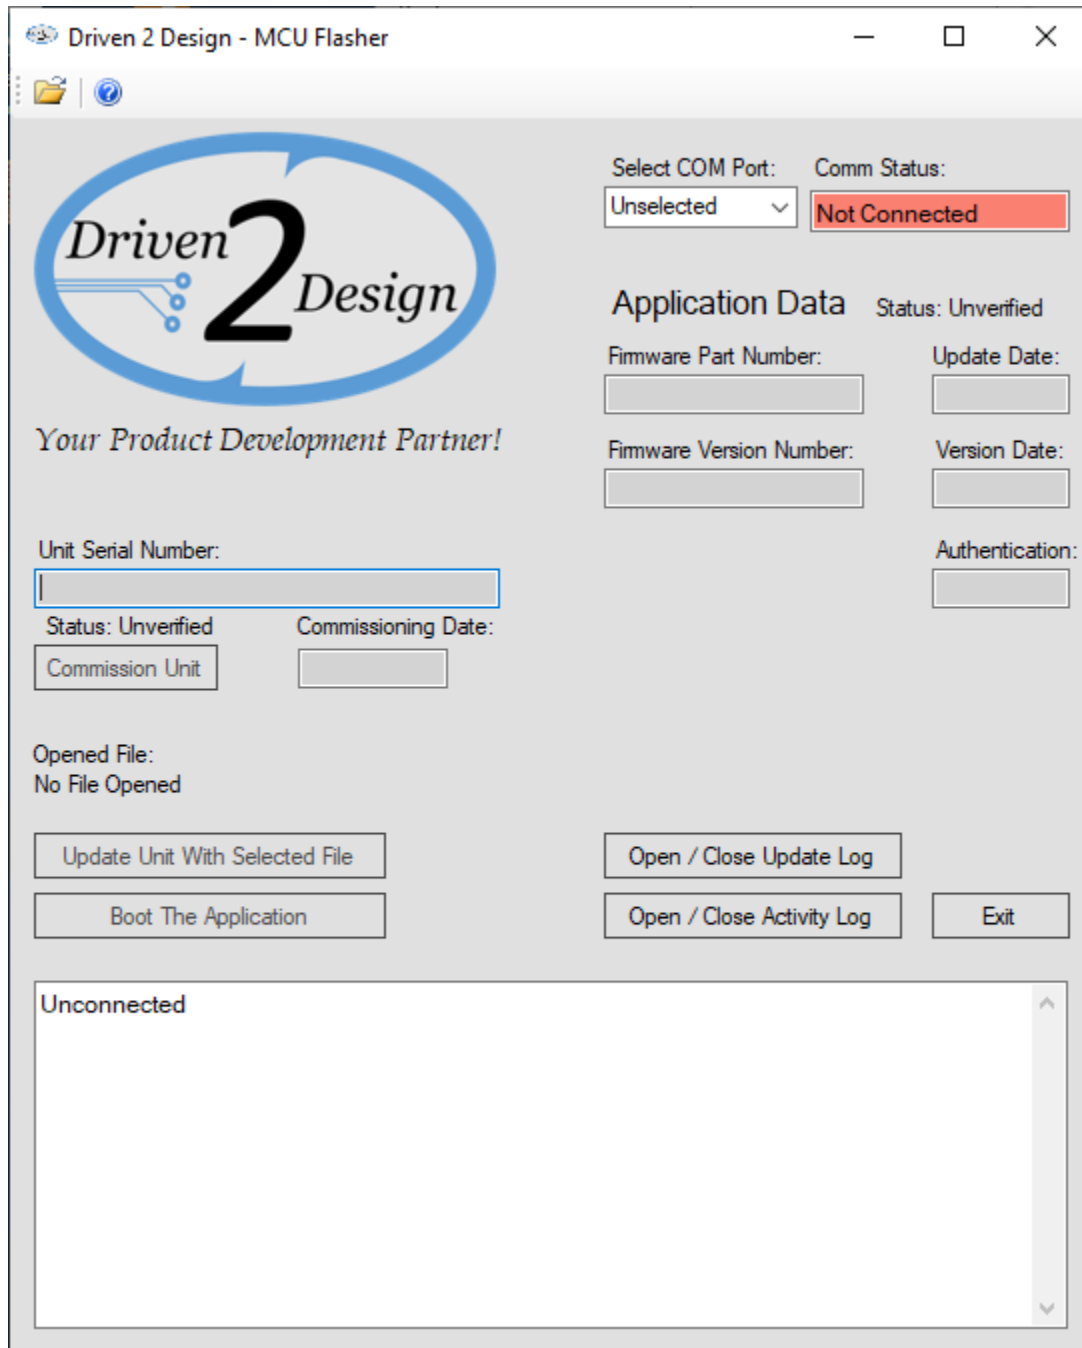 Driven 2 Design - MCU Flasher
Driven 2 Design
Your Product Development Partner!
Select COM Port:
Unselected
Comm Status:
Not Connected
Application Data
Status: Unverified
Firmware Part Number:
Update Date:
Firmware Version Number:
Version Date:
Unit Serial Number:
Authentication:
Status: Unverified
Commissioning Date:
Commission Unit
Opened File:
No File Opened
Update Unit With Selected File
Open / Close Update Log
Boot The Application
Open / Close Activity Log
Exit
Unconnected